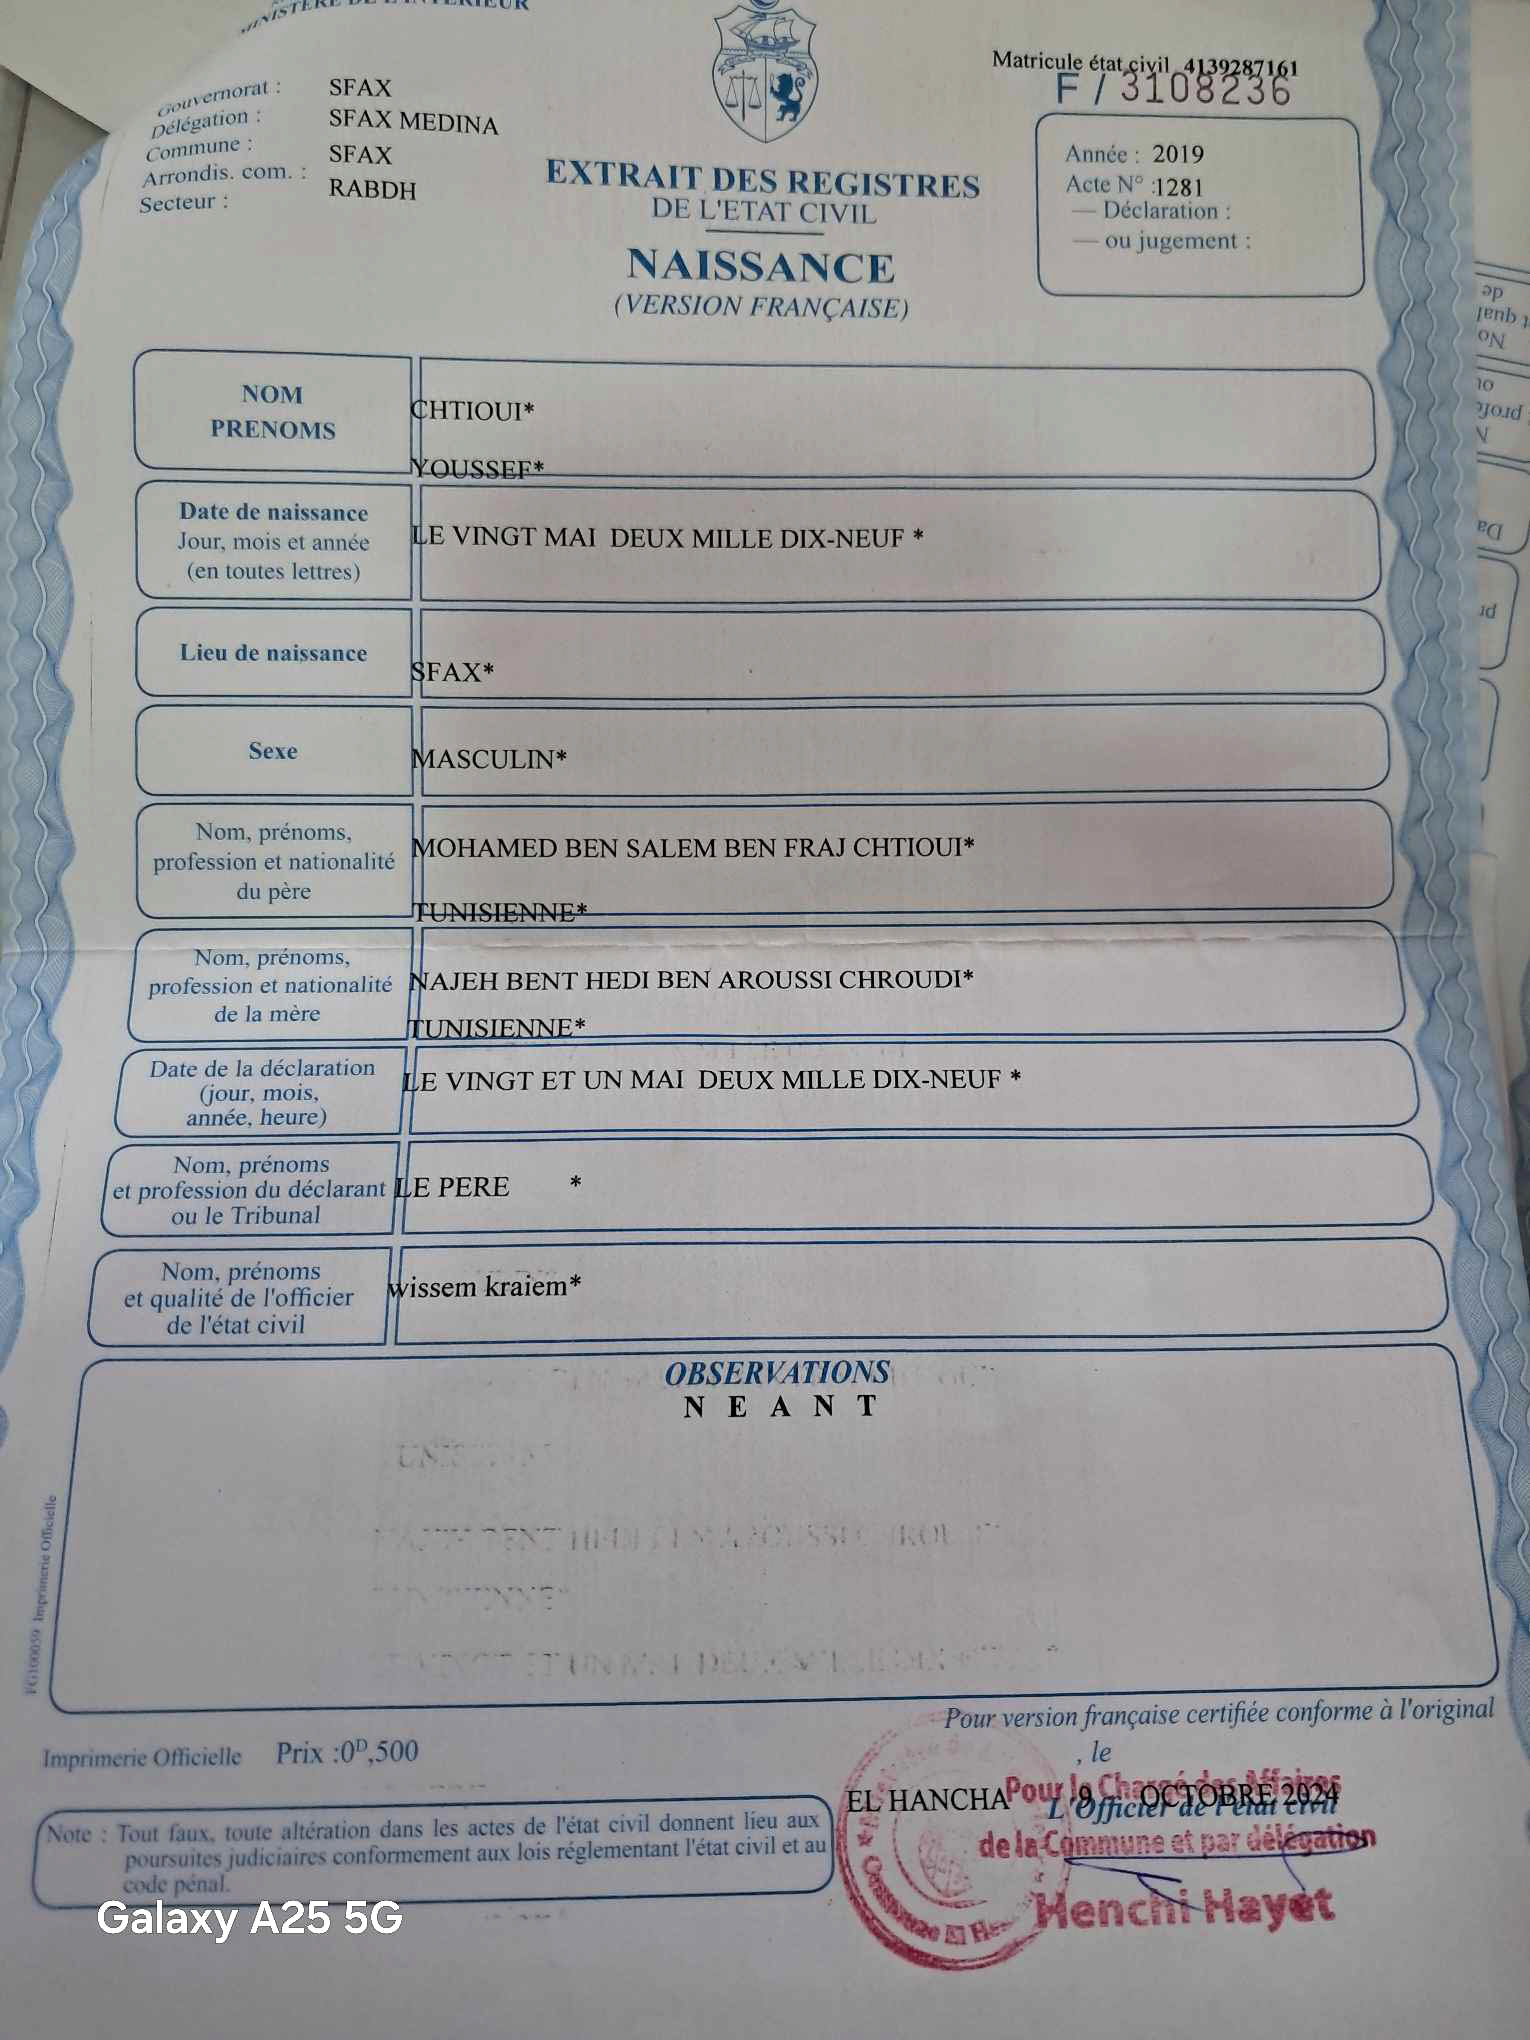 MINISTERE DE L'INTERIEUR
Gouvernorat : SFAX
Délégation : SFAX MEDINA
Commune : SFAX
Arrondis. com. : RABDH
Secteur :
Matricule état civil 4139287161
F / 3108236
Année : 2019
Acte N° :1281
— Déclaration :
— ou jugement :
EXTRAIT DES REGISTRES
DE L'ETAT CIVIL
NAISSANCE
(VERSION FRANÇAISE)
NOM
PRENOMS
CHTIOUI*
YOUSSEF*
Date de naissance
Jour, mois et année
(en toutes lettres)
LE VINGT MAI DEUX MILLE DIX-NEUF *
Lieu de naissance
SFAX*
Sexe
MASCULIN*
Nom, prénoms,
profession et nationalité
du père
MOHAMED BEN SALEM BEN FRAJ CHTIOUI*
TUNISIENNE*
Nom, prénoms,
profession et nationalité
de la mère
NAJEH BENT HEDI BEN AROUSSI CHROUDI*
TUNISIENNE*
Date de la déclaration
(jour, mois,
année, heure)
LE VINGT ET UN MAI DEUX MILLE DIX-NEUF *
Nom, prénoms
et profession du déclarant
ou le Tribunal
LE PERE *
Nom, prénoms
et qualité de l'officier
de l'état civil
wissem kraiem*
OBSERVATIONS
N E A N T
FG100059 Imprimerie Officielle
Pour version française certifiée conforme à l'original
Imprimerie Officielle Prix :0D,500
, le
EL HANCHA 9 OCTOBRE 2024
Pour le Chargé des Affaires
L'Officier de l'état civil
de la Commune et par délégation
Henchi Hayet
Note : Tout faux, toute altération dans les actes de l'état civil donnent lieu aux
poursuites judiciaires conformement aux lois réglementant l'état civil et au
code pénal.
Galaxy A25 5G